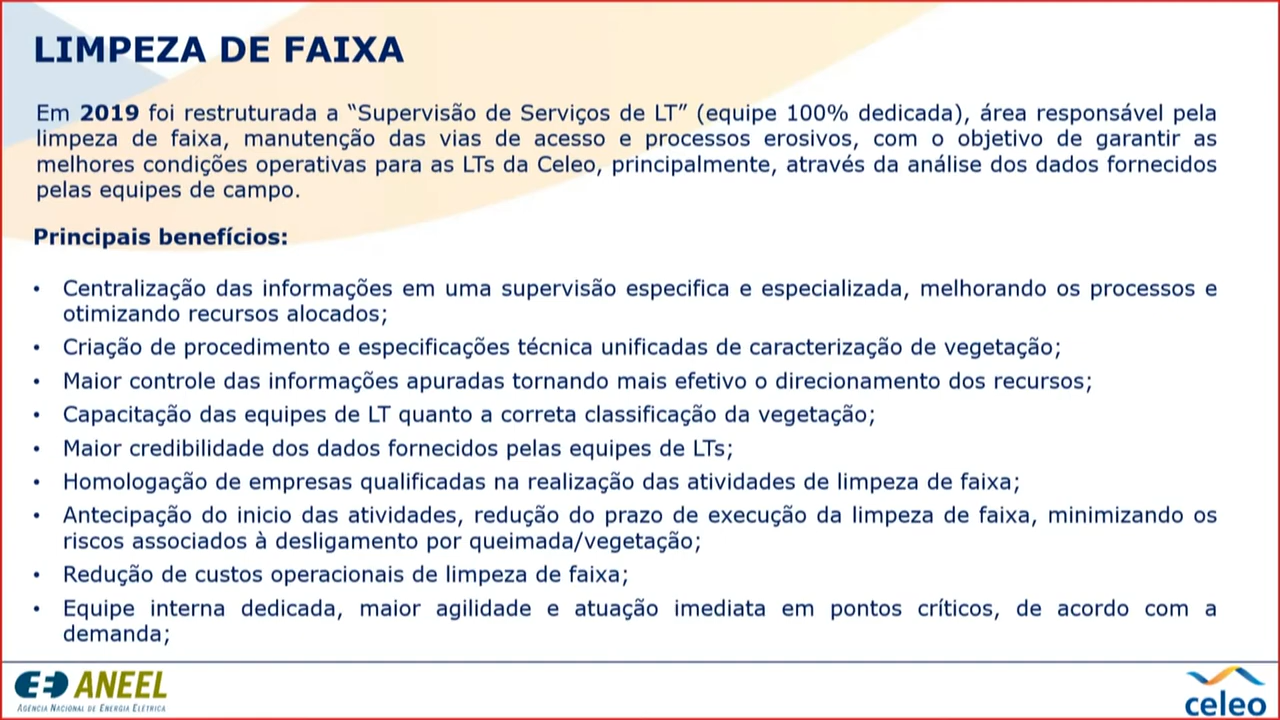 LIMPEZA DE FAIXA
Em 2019 foi restruturada a “Supervisão de Serviços de LT” (equipe 100% dedicada), área responsável pela
limpeza de faixa, manutenção das vias de acesso e processos erosivos, com o objetivo de garantir as
melhores condições operativas para as LTs da Celeo, principalmente, através da análise dos dados fornecidos
pelas equipes de campo.
Principais benefícios:
• Centralização das informações em uma supervisão especifica e especializada, melhorando os processos e
otimizando recursos alocados;
• Criação de procedimento e especificações técnica unificadas de caracterização de vegetação;
• Maior controle das informações apuradas tornando mais efetivo o direcionamento dos recursos;
• Capacitação das equipes de LT quanto a correta classificação da vegetação;
• Maior credibilidade dos dados fornecidos pelas equipes de LTs;
• Homologação de empresas qualificadas na realização das atividades de limpeza de faixa;
• Antecipação do inicio das atividades, redução do prazo de execução da limpeza de faixa, minimizando os
riscos associados à desligamento por queimada/vegetação;
• Redução de custos operacionais de limpeza de faixa;
• Equipe interna dedicada, maior agilidade e atuação imediata em pontos críticos, de acordo com a
demanda;
ANEEL
AGÊNCIA NACIONAL DE ENERGIA ELÉTRICA
celeo